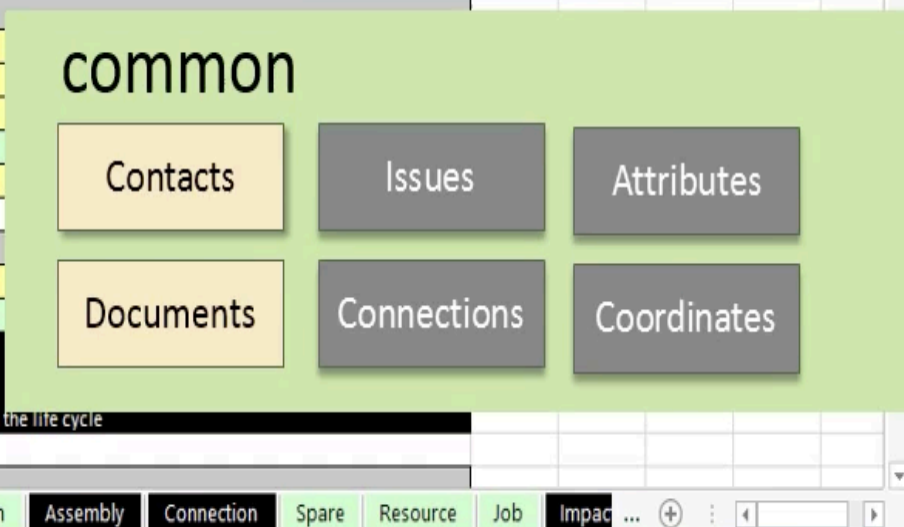 common
Contacts Issues Attributes
Documents Connections Coordinates
the life cycle
Assembly Connection Spare Resource Job Impac ...